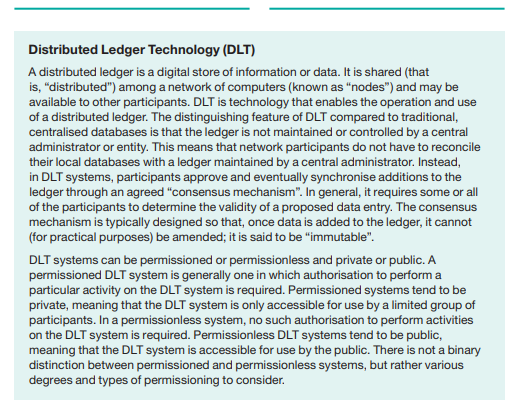 Distributed Ledger Technology (DLT)
A distributed ledger is a digital store of information or data. It is shared (that
is, “distributed”) among a network of computers (known as “nodes”) and may be
available to other participants. DLT is technology that enables the operation and use
of a distributed ledger. The distinguishing feature of DLT compared to traditional,
centralised databases is that the ledger is not maintained or controlled by a central
administrator or entity. This means that network participants do not have to reconcile
their local databases with a ledger maintained by a central administrator. Instead,
in DLT systems, participants approve and eventually synchronise additions to the
ledger through an agreed “consensus mechanism”. In general, it requires some or all
of the participants to determine the validity of a proposed data entry. The consensus
mechanism is typically designed so that, once data is added to the ledger, it cannot
(for practical purposes) be amended; it is said to be “immutable”.
DLT systems can be permissioned or permissionless and private or public. A
permissioned DLT system is generally one in which authorisation to perform a
particular activity on the DLT system is required. Permissioned systems tend to be
private, meaning that the DLT system is only accessible for use by a limited group of
participants. In a permissionless system, no such authorisation to perform activities
on the DLT system is required. Permissionless DLT systems tend to be public,
meaning that the DLT system is accessible for use by the public. There is not a binary
distinction between permissioned and permissionless systems, but rather various
degrees and types of permissioning to consider.